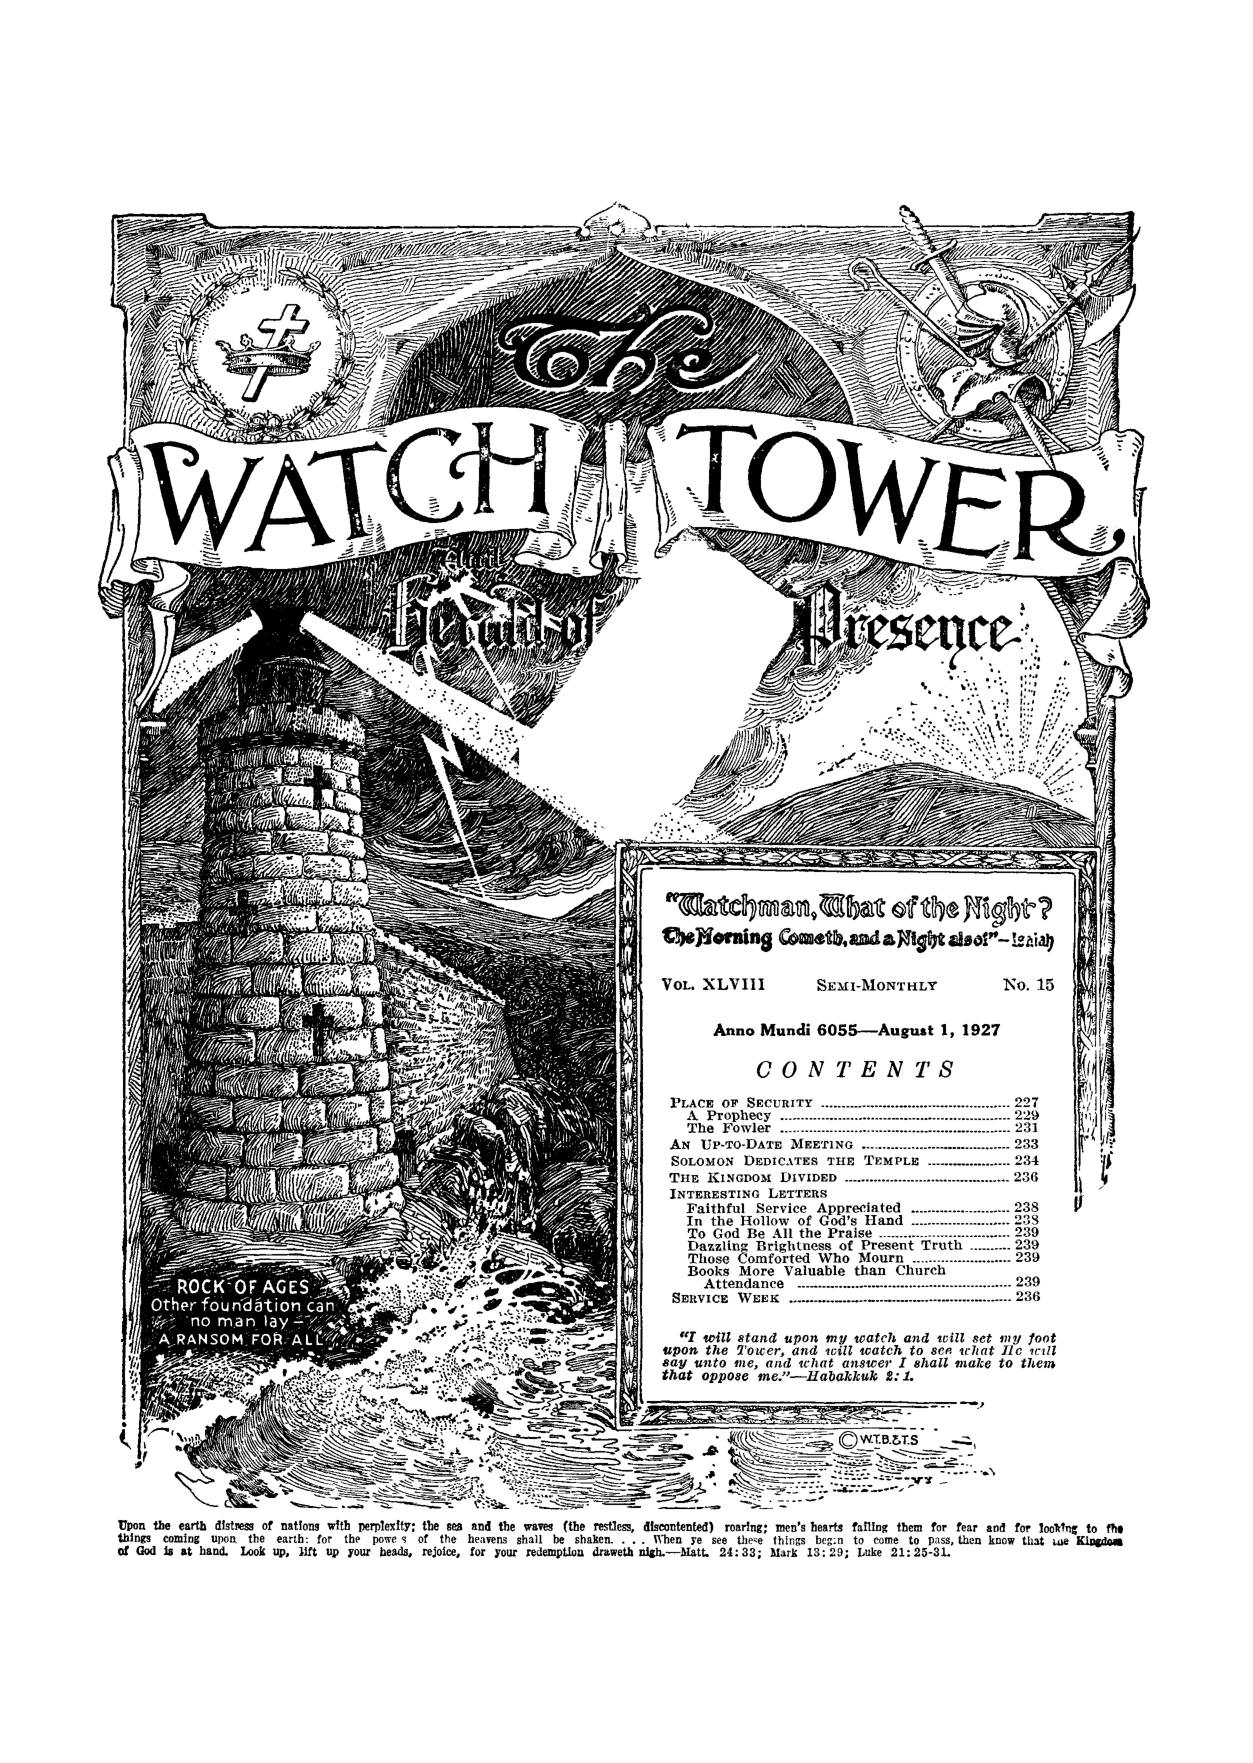 The
WATCH TOWER
And
Herald of Presence
"Watchman, What of the Night?
The Morning Cometh, and a Night also!"—Isaiah
VOL. XLVIII SEMI-MONTHLY No. 15
Anno Mundi 6055—August 1, 1927
CONTENTS
PLACE OF SECURITY 227
A Prophecy 229
The Fowler 231
AN UP-TO-DATE MEETING 233
SOLOMON DEDICATES THE TEMPLE 234
THE KINGDOM DIVIDED 236
INTERESTING LETTERS
Faithful Service Appreciated 238
In the Hollow of God's Hand 238
To God Be All the Praise 239
Dazzling Brightness of Present Truth 239
Those Comforted Who Mourn 239
Books More Valuable than Church
Attendance 239
SERVICE WEEK 236
"I will stand upon my watch and will set my foot
upon the Tower, and will watch to see what He will
say unto me, and what answer I shall make to them
that oppose me."—Habakkuk 2:1.
ROCK OF AGES
Other foundation can
no man lay—
A RANSOM FOR ALL
© W.T.B.&T.S
Upon the earth distress of nations with perplexity; the sea and the waves (the restless, discontented) roaring; men's hearts failing them for fear and for looking to the
things coming upon the earth: for the powers of the heavens shall be shaken. . . . When ye see these things begin to come to pass, then know that the Kingdom
of God is at hand. Look up, lift up your heads, rejoice, for your redemption draweth nigh.—Matt. 24:33; Mark 13:29; Luke 21:25-31.